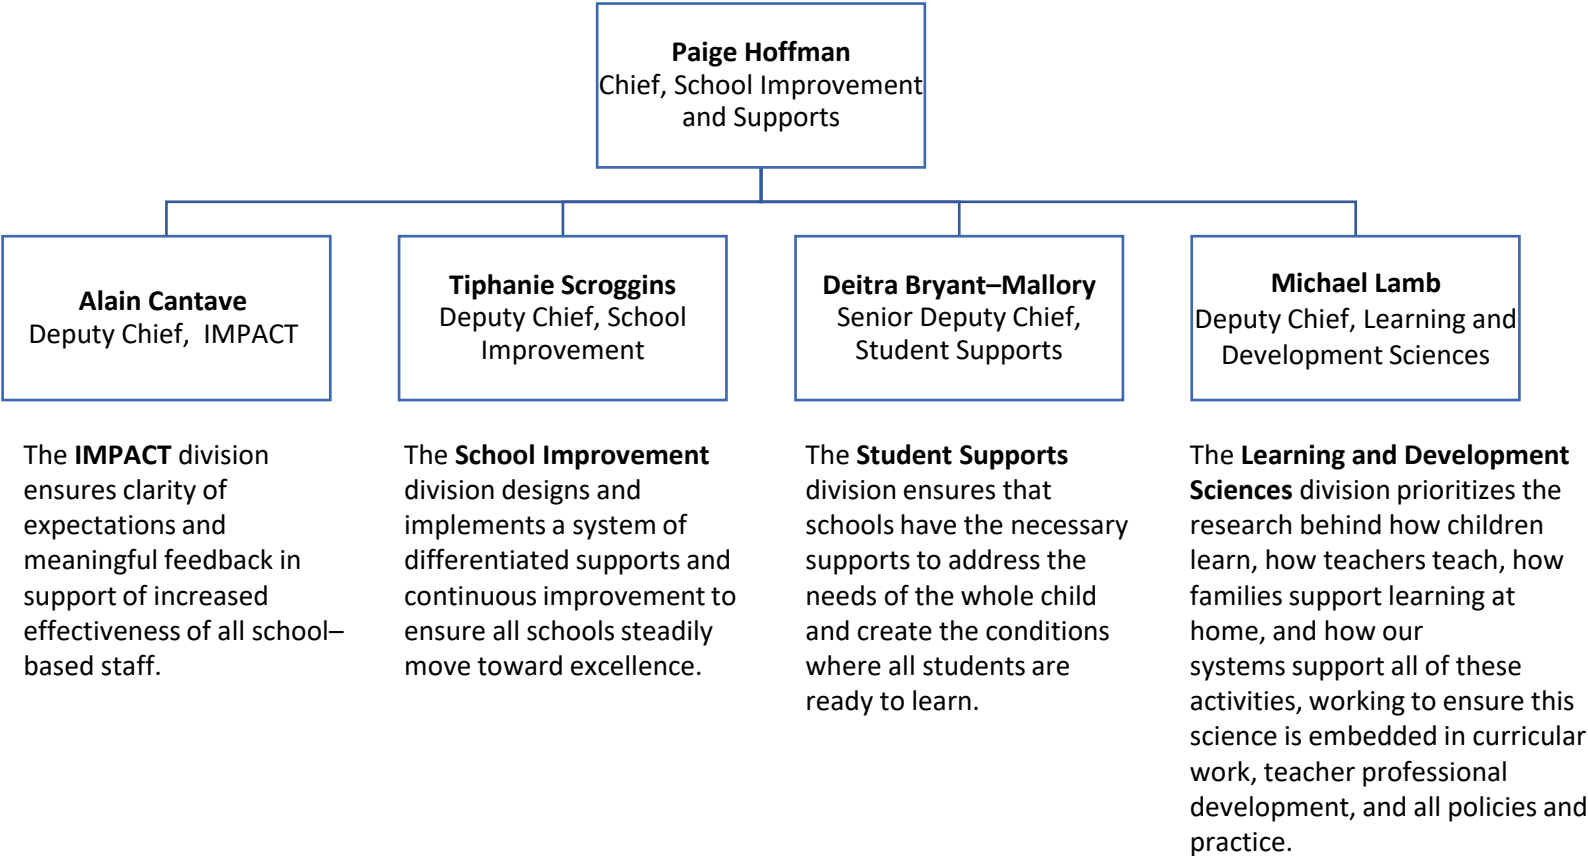 Paige Hoffman
Chief, School Improvement
and Supports
Alain Cantave
Deputy Chief,  IMPACT
Tiphanie Scroggins
Deputy Chief, School
Improvement
Deitra Bryant–Mallory
Senior Deputy Chief,
Student Supports
Michael Lamb
Deputy Chief, Learning and
Development Sciences
The IMPACT division
ensures clarity of
expectations and
meaningful feedback in
support of increased
effectiveness of all school–
based staff.
The School Improvement
division designs and
implements a system of
differentiated supports and
continuous improvement to
ensure all schools steadily
move toward excellence.
The Student Supports
division ensures that
schools have the necessary
supports to address the
needs of the whole child
and create the conditions
where all students are
ready to learn.
The Learning and Development
Sciences division prioritizes the
research behind how children
learn, how teachers teach, how
families support learning at
home, and how our
systems support all of these
activities, working to ensure this
science is embedded in curricular
work, teacher professional
development, and all policies and
practice.